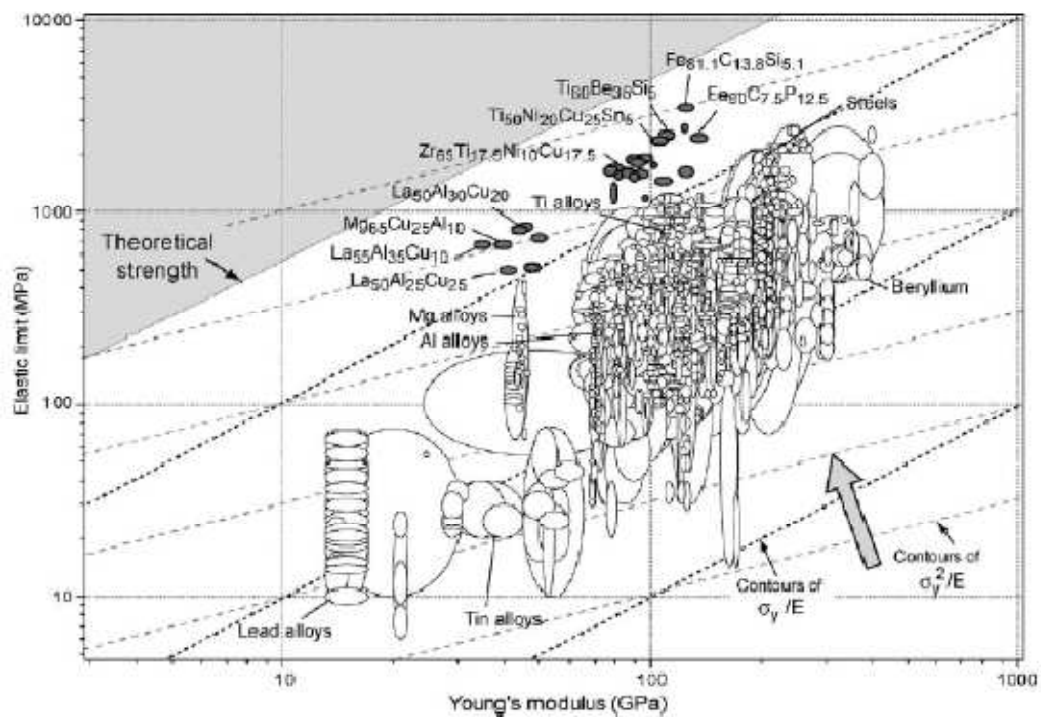 10000
Fe81.1C13.8Si5.1
Ti60Be35Si5
Fe80C7.5P12.5
Steels
Ti50Ni20Cu25Sn5
Zr65Ti17.5Ni10Cu17.5
La50Al30Cu20
Ti alloys
1000
Mg65Cu25Al10
Theoretical
strength
La55Al35Cu10
La50Al25Cu25
Beryllium
Mg alloys
Al alloys
Elastic limit (MPa)
100
Contours of
σy²/E
Contours of
σy/E
10
Lead alloys
Tin alloys
10
100
1000
Young's modulus (GPa)